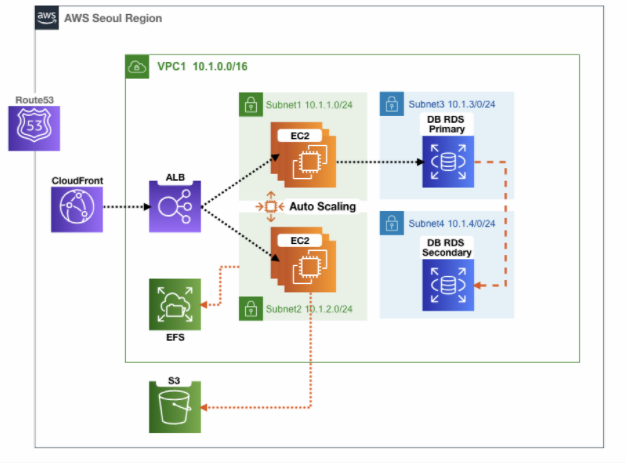 aws
AWS Seoul Region
VPC1 10.1.0.0/16
Route53
53
Subnet1 10.1.1.0/24
EC2
Subnet3 10.1.3/0/24
DB RDS
Primary
CloudFront
ALB
Auto Scaling
EC2
Subnet4 10.1.4/0/24
DB RDS
Secondary
Subnet2 10.1.2.0/24
EFS
S3